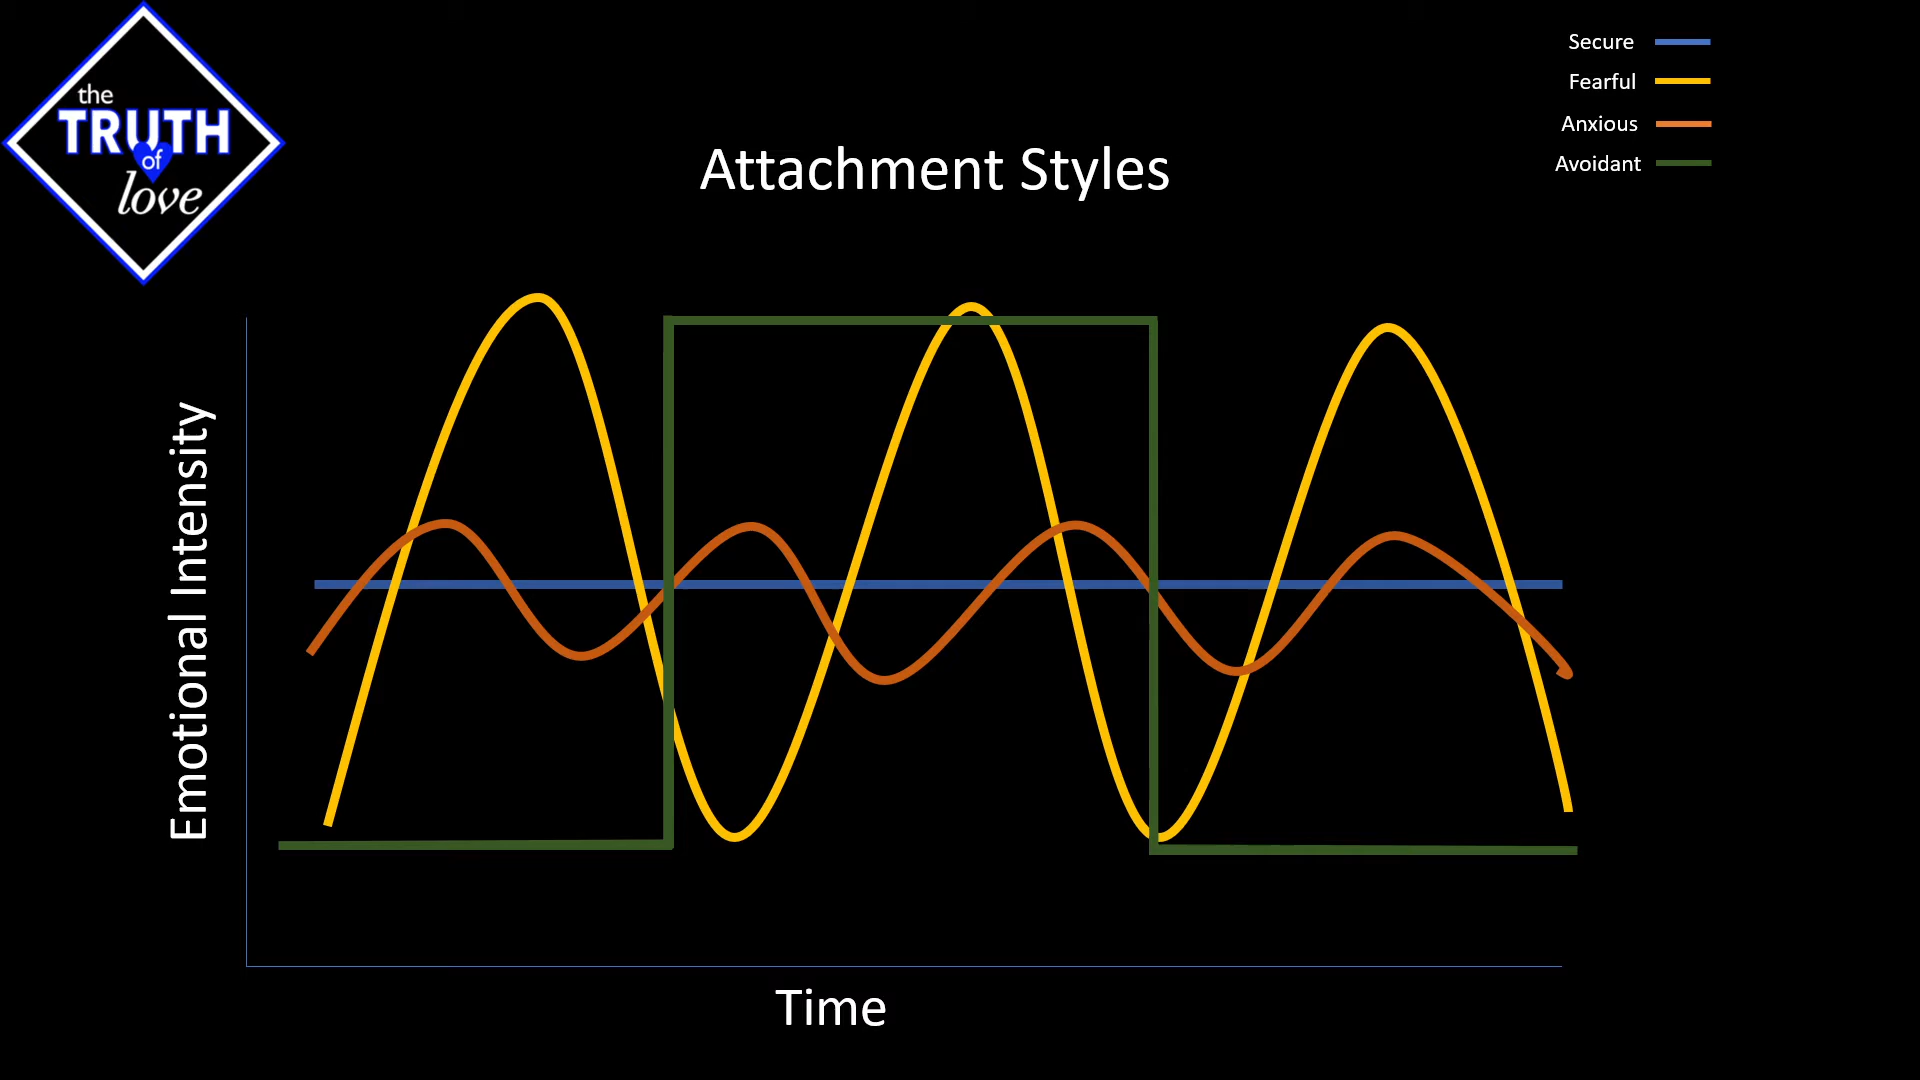 the
TRUTH
of
love
Secure
Fearful
Anxious
Avoidant
Attachment Styles
Emotional Intensity
Time